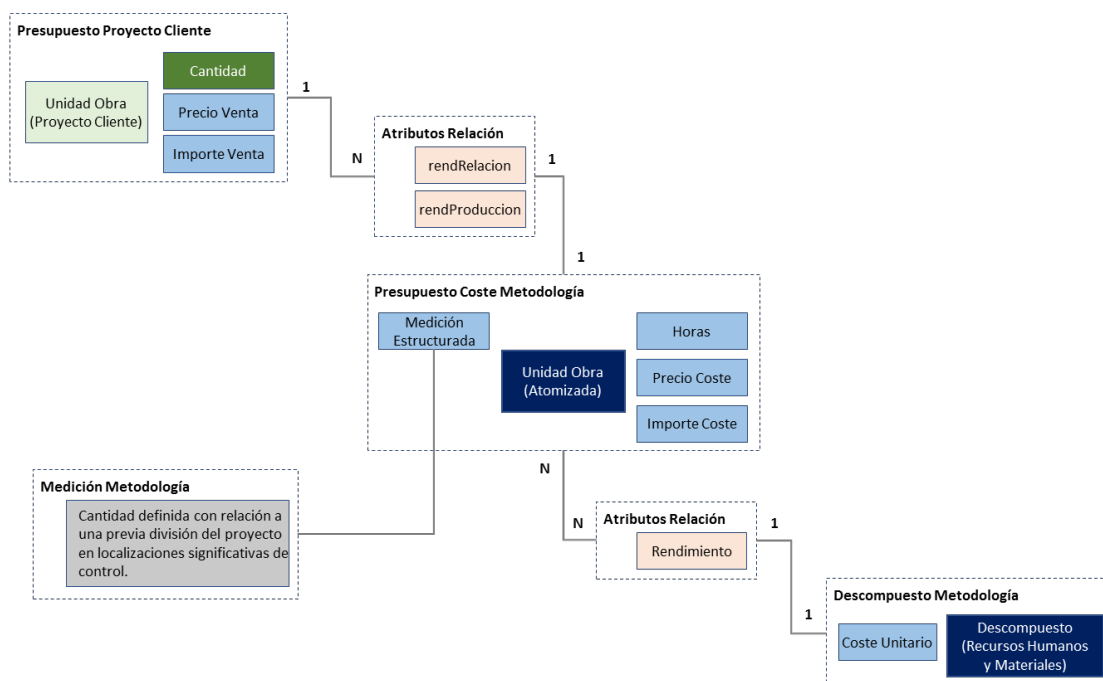 Presupuesto Proyecto Cliente
Unidad Obra
(Proyecto Cliente)
Cantidad
Precio Venta
Importe Venta
1
N
Atributos Relación
rendRelacion
rendProduccion
1
1
Presupuesto Coste Metodología
Medición
Estructurada
Unidad Obra
(Atomizada)
Horas
Precio Coste
Importe Coste
N
N
Medición Metodología
Cantidad definida con relación a
una previa división del proyecto
en localizaciones significativas de
control.
Atributos Relación
Rendimiento
1
1
Descompuesto Metodología
Coste Unitario
Descompuesto
(Recursos Humanos
y Materiales)